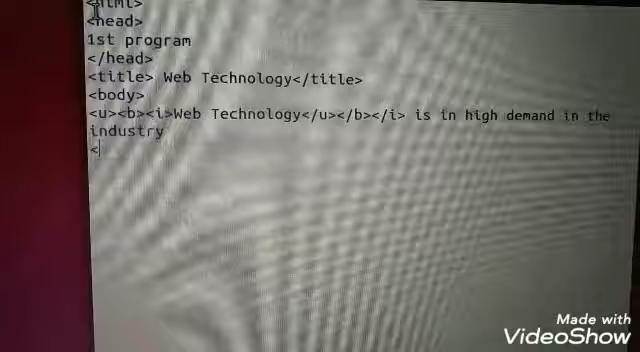 <html>
<head>
1st program
</head>
<title> Web Technology</title>
<body>
<u><b><i>Web Technology</u></b></i> is in high demand in the
industry
<
Made with
VideoShow